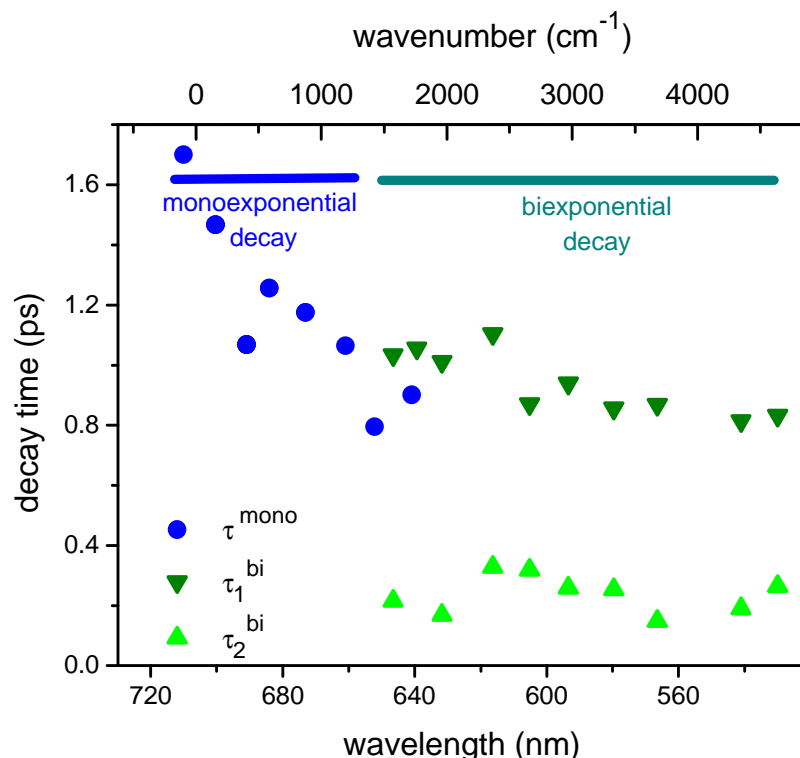 wavenumber (cm⁻¹)
0 1000 2000 3000 4000
1.6
1.2
0.8
0.4
0.0
decay time (ps)
monoexponential
decay
biexponential
decay
τ^mono
τ₁^bi
τ₂^bi
720 680 640 600 560
wavelength (nm)